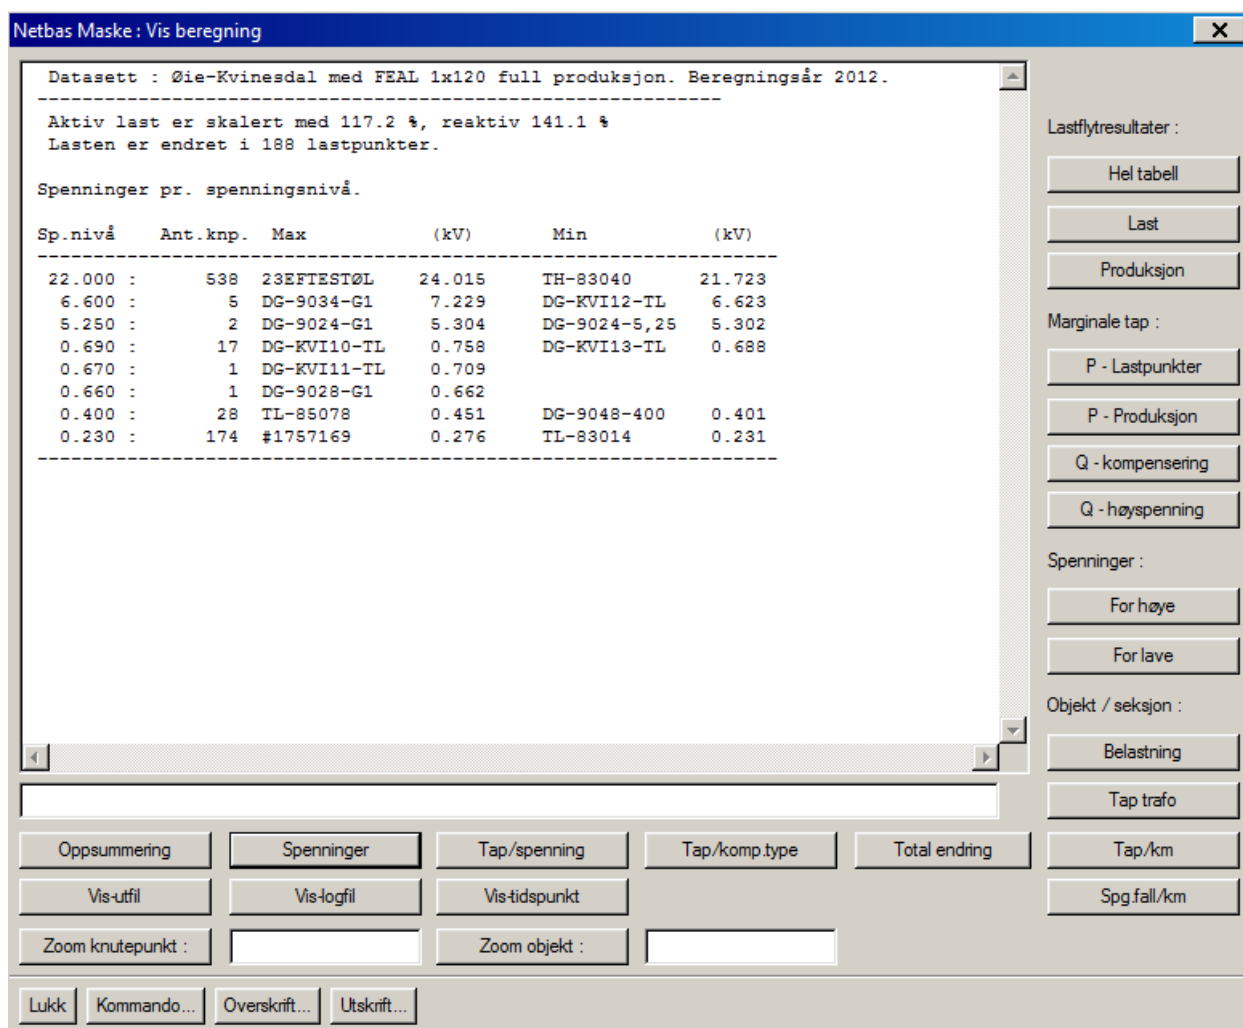 Netbas Maske : Vis beregning
Datasett : Øie-Kvinesdal med FEAL 1x120 full produksjon. Beregningsår 2012.
Aktiv last er skalert med 117.2 %, reaktiv 141.1 %
Lasten er endret i 188 lastpunkter.
Spenninger pr. spenningsnivå.
Sp.nivå Ant.knp. Max (kV) Min (kV)
22.000 : 538 23EFTESTØL 24.015 TH-83040 21.723
6.600 : 5 DG-9034-G1 7.229 DG-KVI12-TL 6.623
5.250 : 2 DG-9024-G1 5.304 DG-9024-5,25 5.302
0.690 : 17 DG-KVI10-TL 0.758 DG-KVI13-TL 0.688
0.670 : 1 DG-KVI11-TL 0.709
0.660 : 1 DG-9028-G1 0.662
0.400 : 28 TL-85078 0.451 DG-9048-400 0.401
0.230 : 174 #1757169 0.276 TL-83014 0.231
Lastflytresultater :
Hel tabell
Last
Produksjon
Marginale tap :
P - Lastpunkter
P - Produksjon
Q - kompensering
Q - høyspenning
Spenninger :
For høye
For lave
Objekt / seksjon :
Belastning
Tap trafo
Tap/km
Spg.fall/km
Oppsummering Spenninger Tap/spenning Tap/komp.type Total endring
Vis-utfil Vis-logfil Vis-tidspunkt
Zoom knutepunkt : Zoom objekt :
Lukk Kommando... Overskrift... Utskrift...